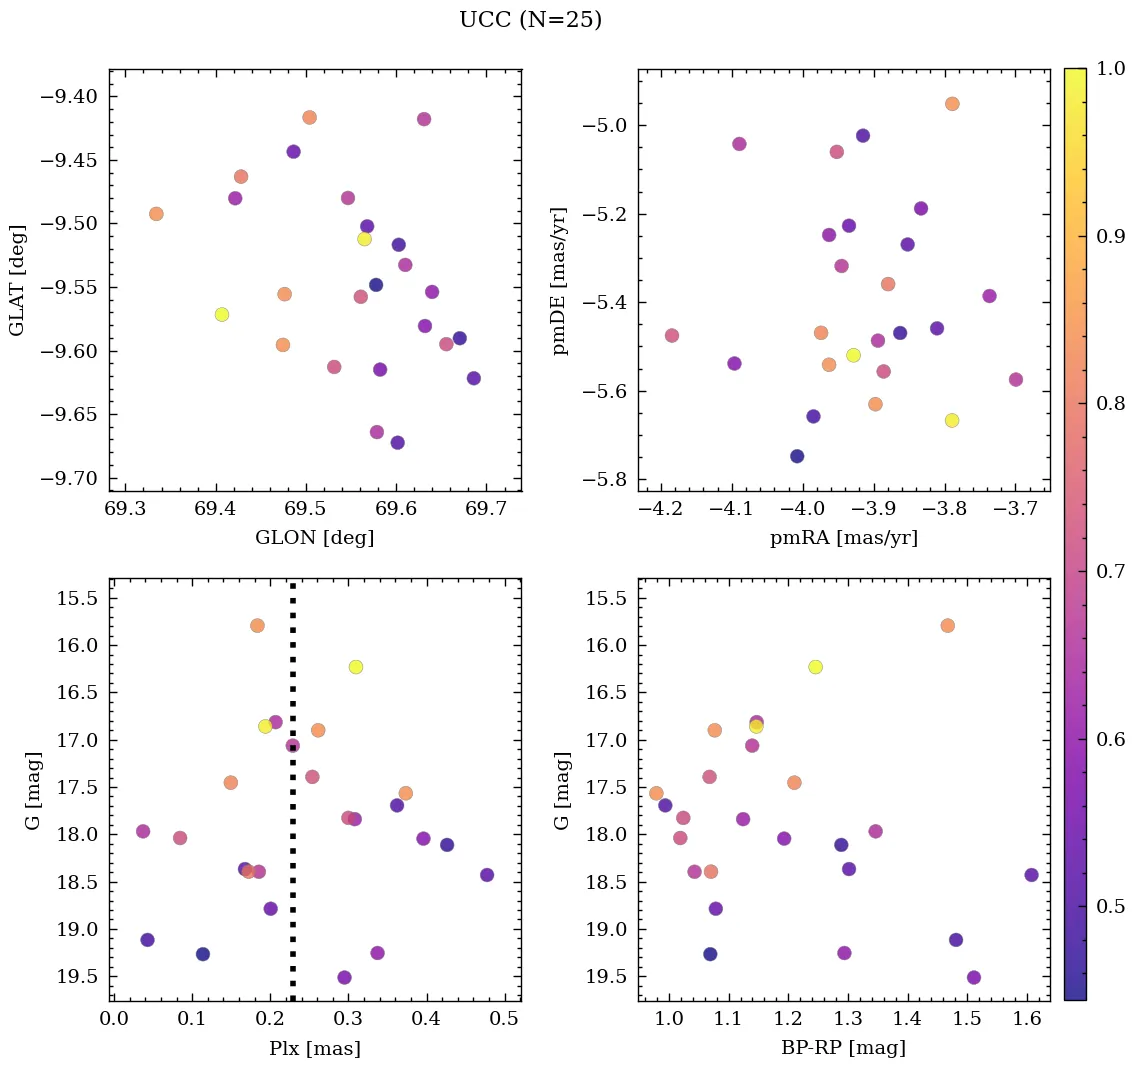 UCC (N=25)
−9.40
−9.45
−9.50
−9.55
−9.60
−9.65
−9.70
GLAT [deg]
69.3 69.4 69.5 69.6 69.7
GLON [deg]
−5.0
−5.2
−5.4
−5.6
−5.8
pmDE [mas/yr]
−4.2 −4.1 −4.0 −3.9 −3.8 −3.7
pmRA [mas/yr]
1.0
0.9
0.8
0.7
0.6
0.5
15.5
16.0
16.5
17.0
17.5
18.0
18.5
19.0
19.5
G [mag]
0.0 0.1 0.2 0.3 0.4 0.5
Plx [mas]
15.5
16.0
16.5
17.0
17.5
18.0
18.5
19.0
19.5
G [mag]
1.0 1.1 1.2 1.3 1.4 1.5 1.6
BP-RP [mag]